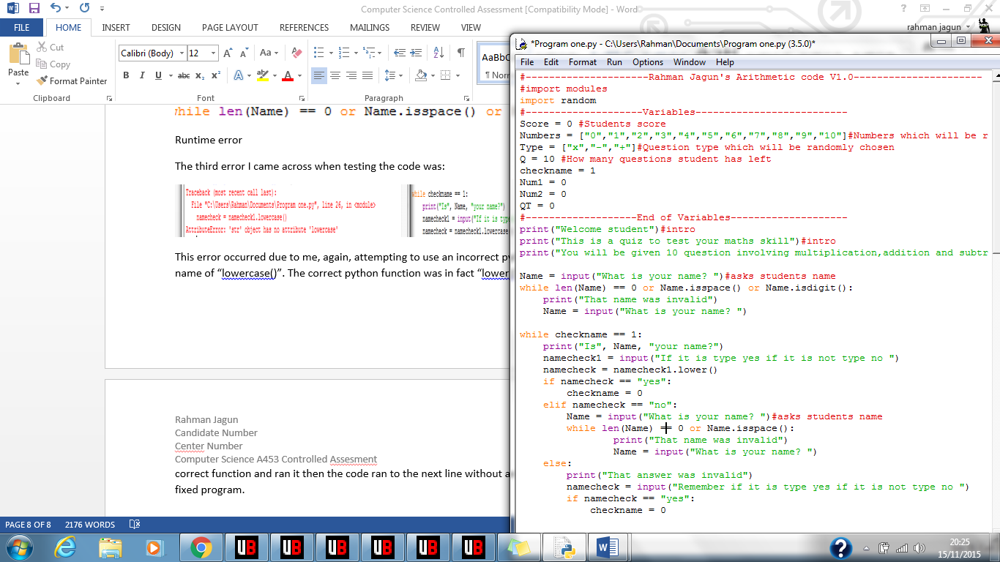 Computer Science Controlled Assessment [Compatibility Mode] - Word
FILE HOME INSERT DESIGN PAGE LAYOUT REFERENCES MAILINGS REVIEW VIEW
rahman jagun
Paste
Cut
Copy
Format Painter
Calibri (Body) 12
AaBbC
¶ Norr
Clipboard Font Paragraph
while len(Name) == 0 or Name.isspace() or
Runtime error
The third error I came across when testing the code was:
Traceback (most recent call last):
File "C:\Users\Rahman\Documents\Program one.py", line 26, in <module>
namecheck = namecheck1.lowercase()
AttributeError: 'str' object has no attribute 'lowercase'
while checkname == 1:
print("Is", Name, "your name?")
namecheck1 = input("If it is type
namecheck = namecheck1.lowercase
This error occurred due to me, again, attempting to use an incorrect py
name of “lowercase()”. The correct python function was in fact “lower
Rahman Jagun
Candidate Number
Center Number
Computer Science A453 Controlled Assesment
correct function and ran it then the code ran to the next line without a
fixed program.
PAGE 8 OF 8 2176 WORDS
*Program one.py - C:\Users\Rahman\Documents\Program one.py (3.5.0)*
File Edit Format Run Options Window Help
#---------------------Rahman Jagun's Arithmetic code V1.0----------------------
#import modules
import random
#--------------------Variables--------------------------
Score = 0 #Students score
Numbers = ["0","1","2","3","4","5","6","7","8","9","10"]#Numbers which will be r
Type = ["x","-","+"]#Question type which will be randomly chosen
Q = 10 #How many questions student has left
checkname = 1
Num1 = 0
Num2 = 0
QT = 0
#-------------------End of Variables--------------------
print("Welcome student")#intro
print("This is a quiz to test your maths skill")#intro
print("You will be given 10 question involving multiplication,addition and subtr
Name = input("What is your name? ")#asks students name
while len(Name) == 0 or Name.isspace() or Name.isdigit():
    print("That name was invalid")
    Name = input("What is your name? ")
while checkname == 1:
    print("Is", Name, "your name?")
    namecheck1 = input("If it is type yes if it is not type no ")
    namecheck = namecheck1.lower()
    if namecheck == "yes":
        checkname = 0
    elif namecheck == "no":
        Name = input("What is your name? ")#asks students name
        while len(Name) == 0 or Name.isspace():
                print("That name was invalid")
                Name = input("What is your name? ")
    else:
        print("That answer was invalid")
        namecheck = input("Remember if it is type yes if it is not type no ")
        if namecheck == "yes":
            checkname = 0
20:25
15/11/2015